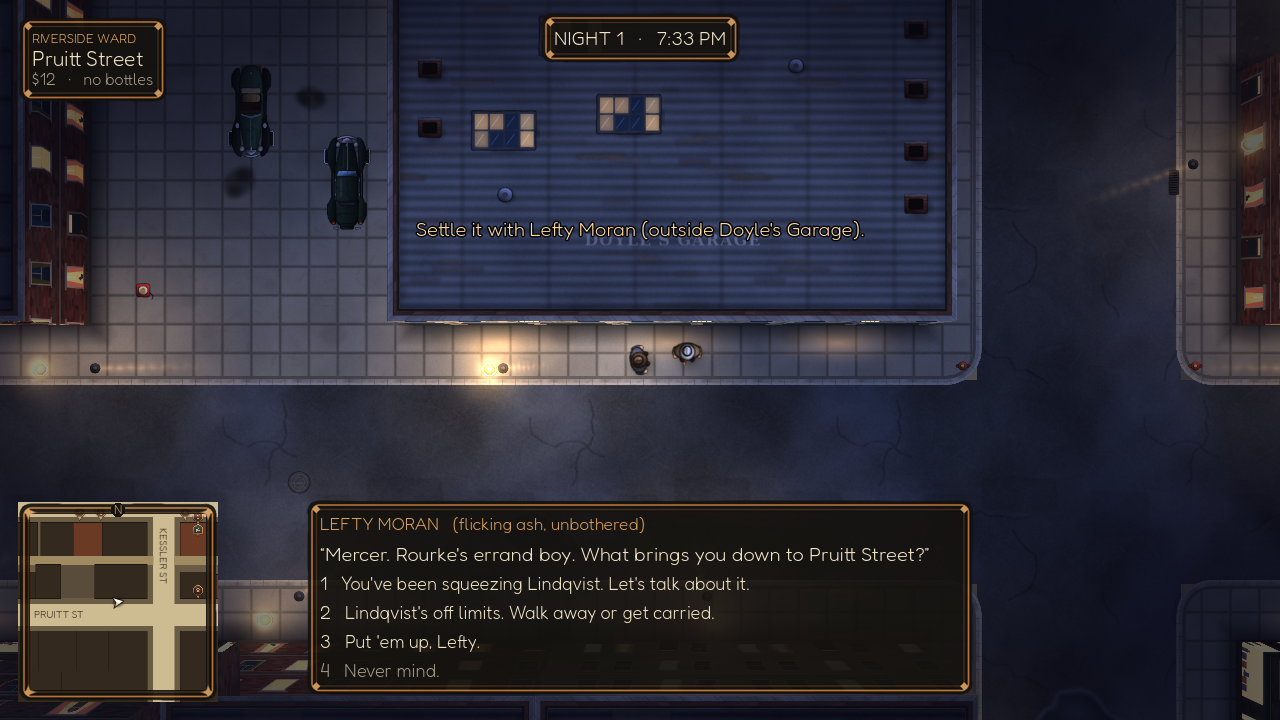 RIVERSIDE WARD
Pruitt Street
$12 · no bottles
NIGHT 1 · 7:33 PM
Settle it with Lefty Moran (outside Doyle's Garage).
DOYLE'S GARAGE
N
KESSLER ST
PRUITT ST
LEFTY MORAN (flicking ash, unbothered)
“Mercer. Rourke's errand boy. What brings you down to Pruitt Street?”
1 You've been squeezing Lindqvist. Let's talk about it.
2 Lindqvist's off limits. Walk away or get carried.
3 Put 'em up, Lefty.
4 Never mind.